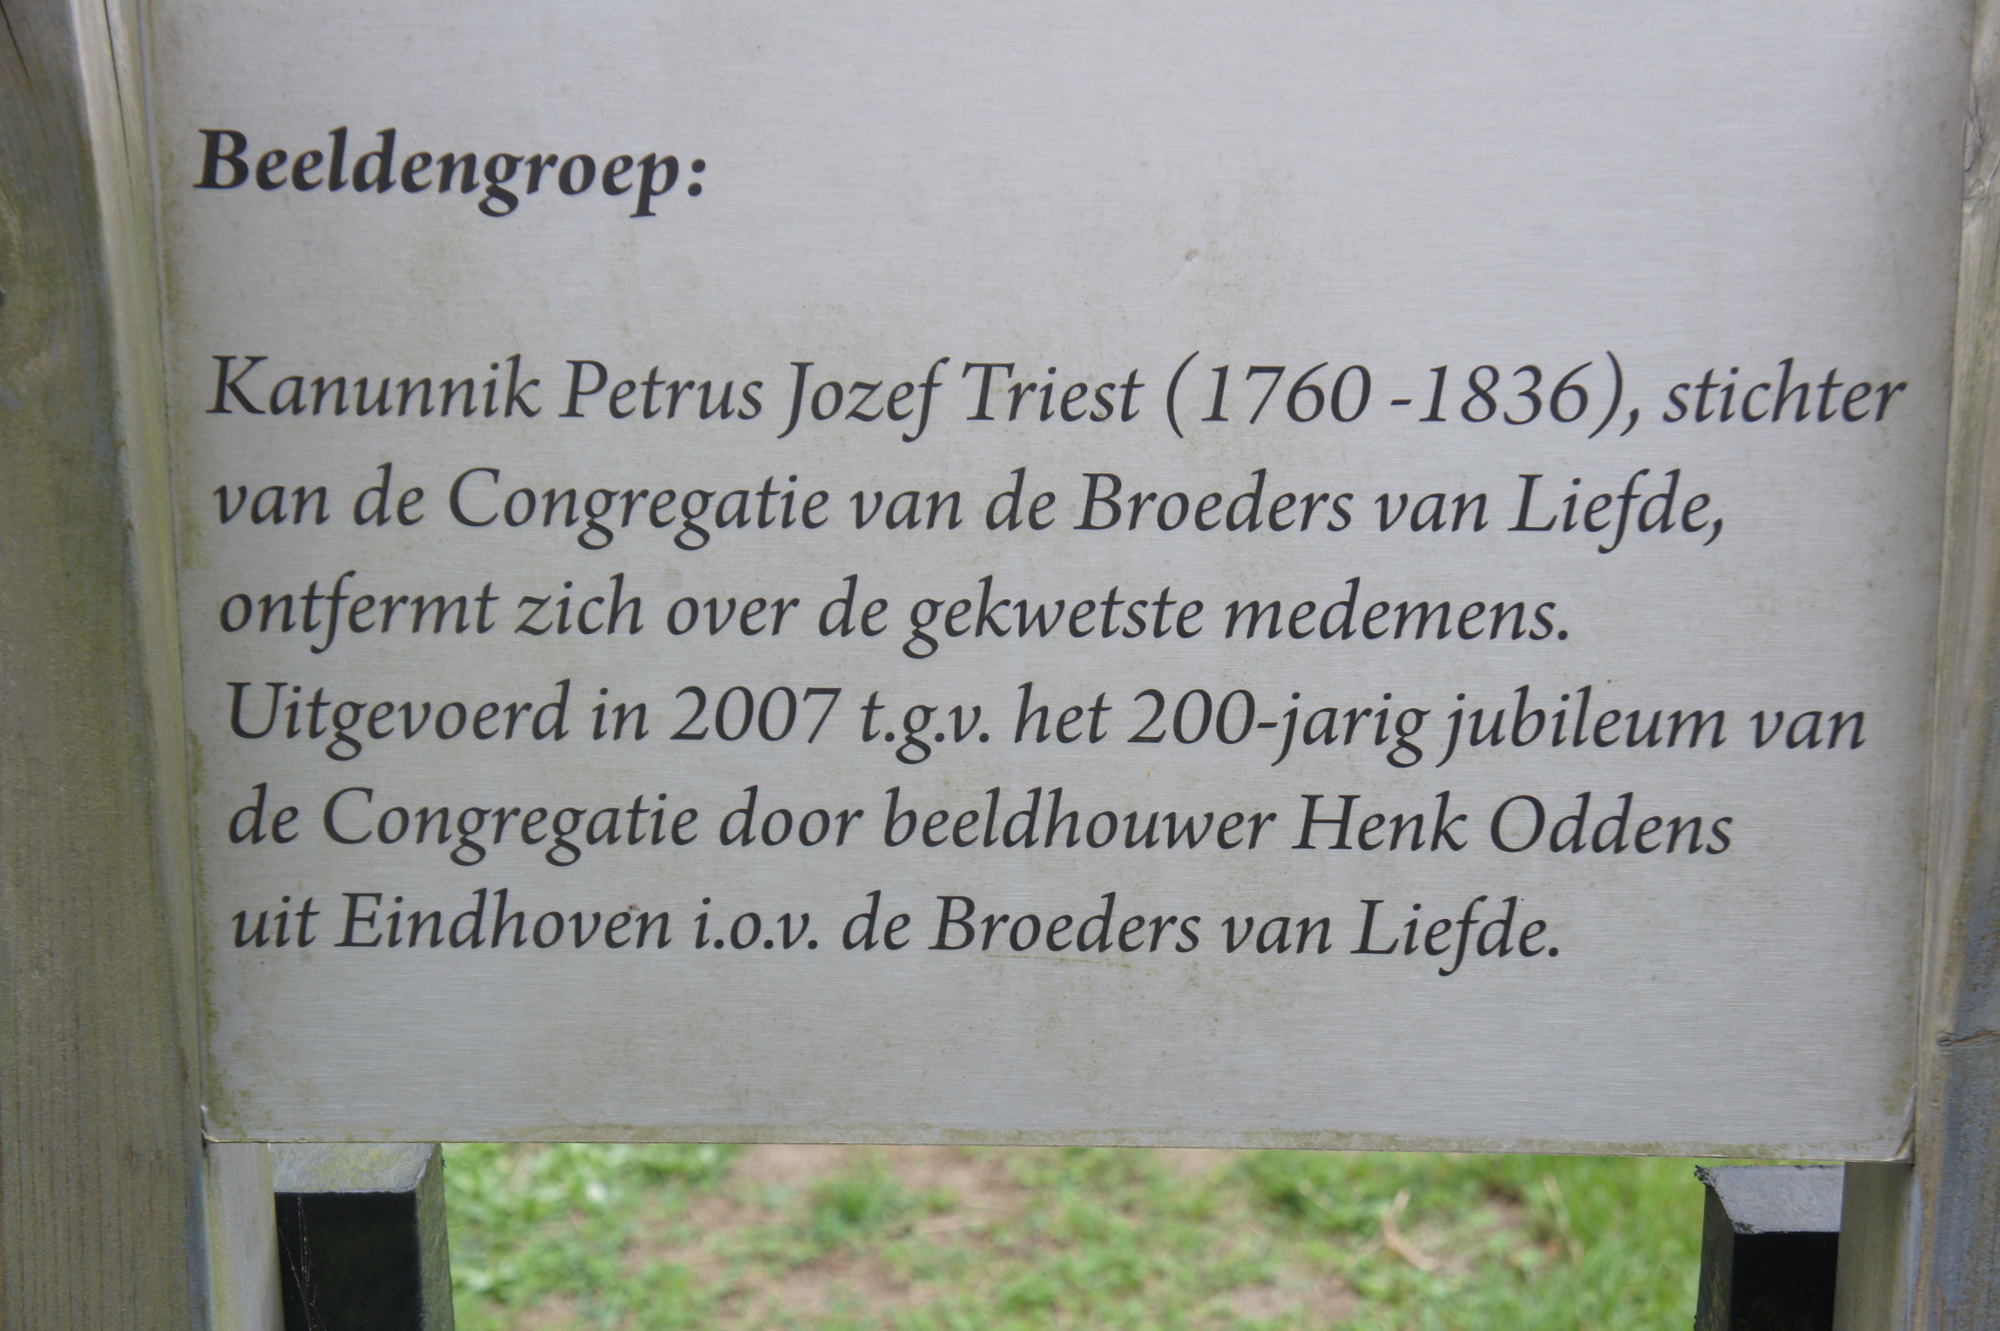 Beeldengroep:
Kanunnik Petrus Jozef Triest (1760 -1836), stichter
van de Congregatie van de Broeders van Liefde,
ontfermt zich over de gekwetste medemens.
Uitgevoerd in 2007 t.g.v. het 200-jarig jubileum van
de Congregatie door beeldhouwer Henk Oddens
uit Eindhoven i.o.v. de Broeders van Liefde.